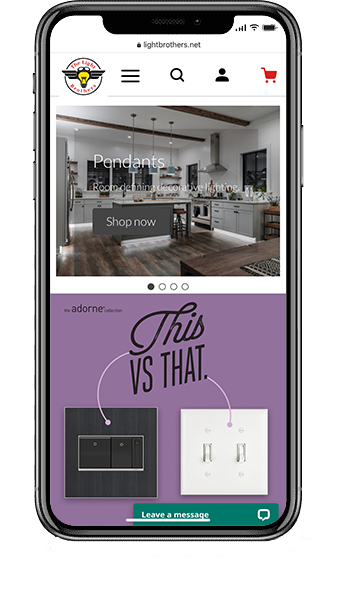 lightbrothers.net
The Light
Brothers
Pendants
Room defining decorative lighting.
Shop now
the adorne® collection
This
VS THAT.
Leave a message